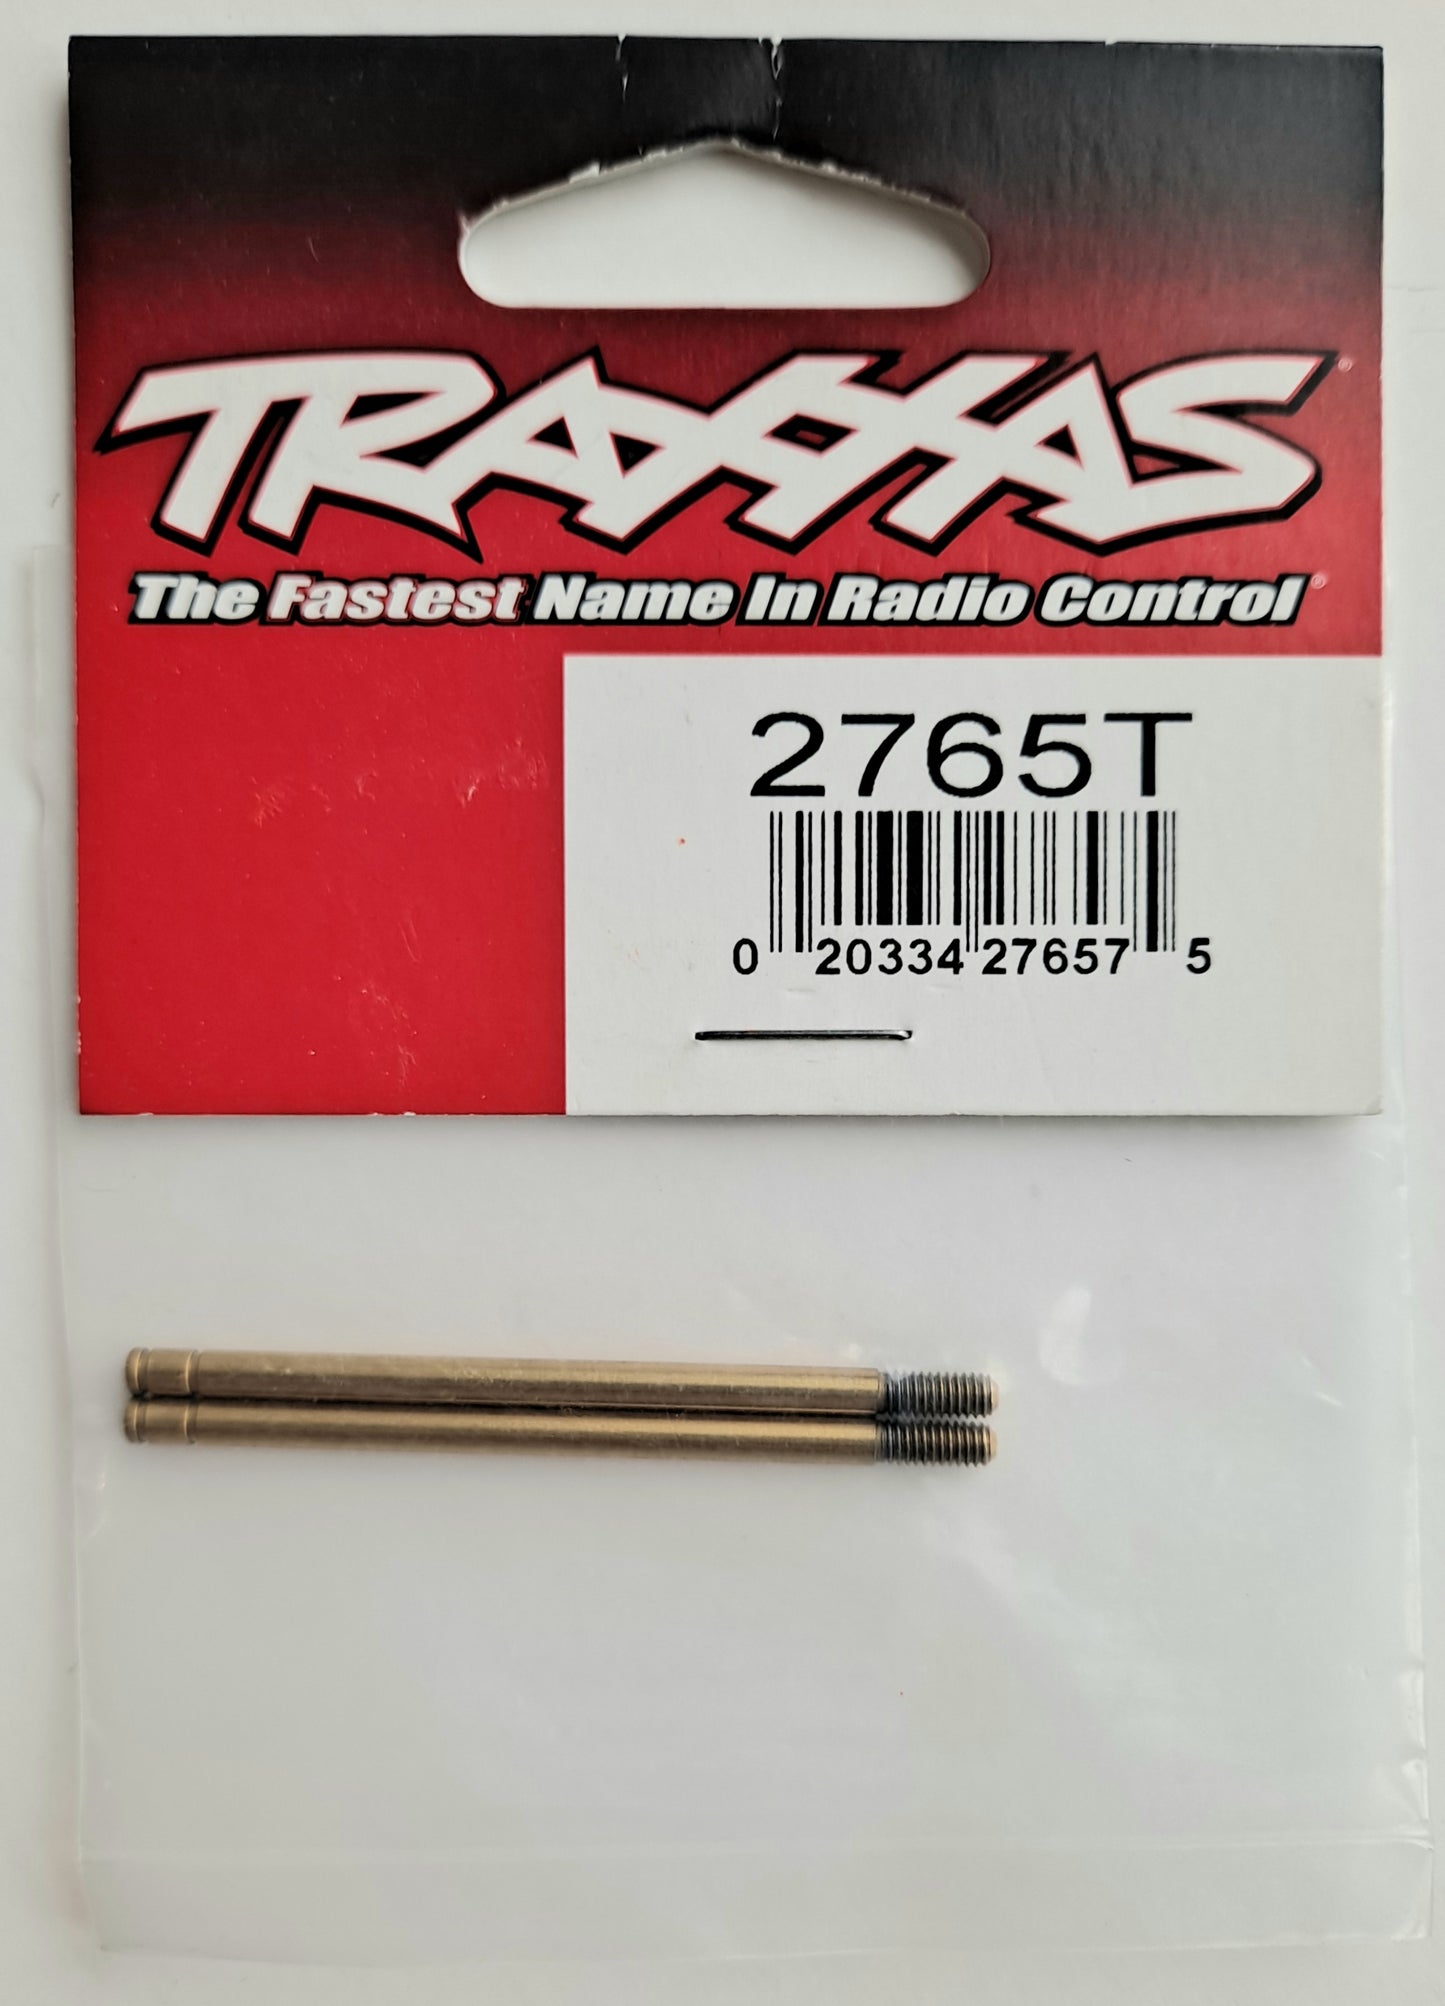 TRAXXAS®
The Fastest Name In Radio Control®
2765T
0 20334 27657 5